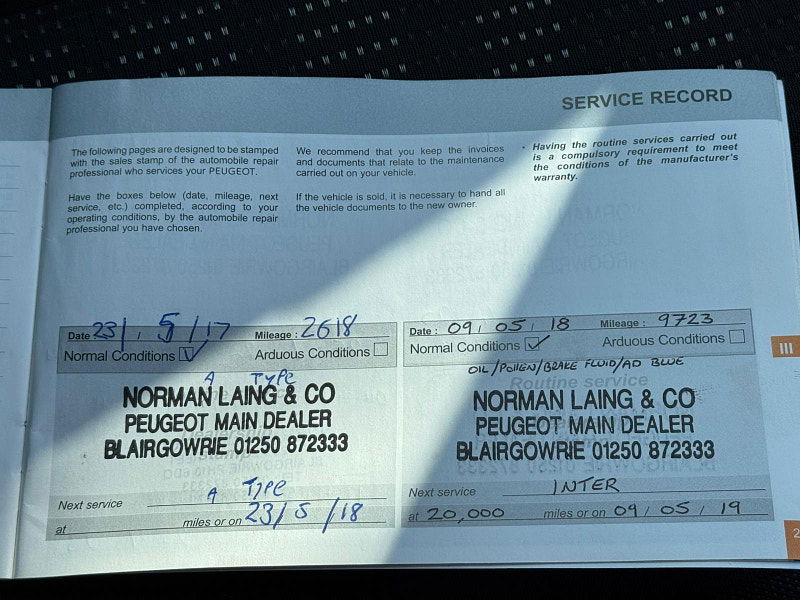 SERVICE RECORD
The following pages are designed to be stamped
with the sales stamp of the automobile repair
professional who services your PEUGEOT.
Have the boxes below (date, mileage, next
service, etc.) completed, according to your
operating conditions, by the automobile repair
professional you have chosen.
We recommend that you keep the invoices
and documents that relate to the maintenance
carried out on your vehicle.
If the vehicle is sold, it is necessary to hand all
the vehicle documents to the new owner.
• Having the routine services carried out
is a compulsory requirement to meet
the conditions of the manufacturer's
warranty.
Date 23/ 5 /17 Mileage : 2618
Normal Conditions ✓ Arduous Conditions
A TYPE
NORMAN LAING & CO
PEUGEOT MAIN DEALER
BLAIRGOWRIE 01250 872333
Next service A TYPE
at miles or on 23/5/18
Date : 09 / 05 / 18 Mileage : 9723
Normal Conditions ✓ Arduous Conditions
OIL/POLLEN/BRAKE FLUID/AD BLUE
Routine service
NORMAN LAING & CO
PEUGEOT MAIN DEALER
BLAIRGOWRIE 01250 872333
Next service INTER
at 20,000 miles or on 09 / 05 / 19
III
2